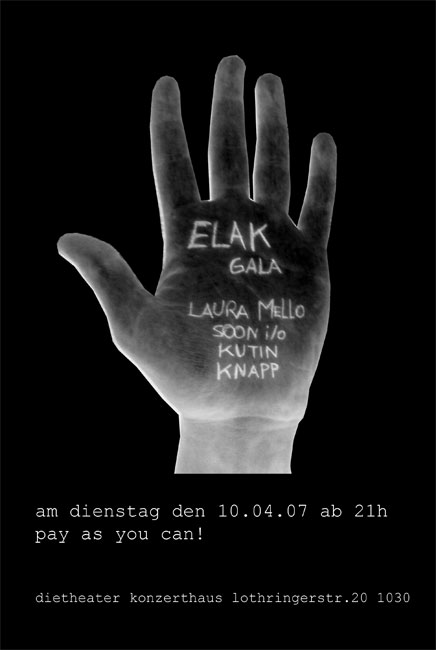 ELAK
GALA
LAURA MELLO
SOON i/o
KUTIN
KNAPP
am dienstag den 10.04.07 ab 21h
pay as you can!
dietheater konzerthaus lothringerstr.20 1030